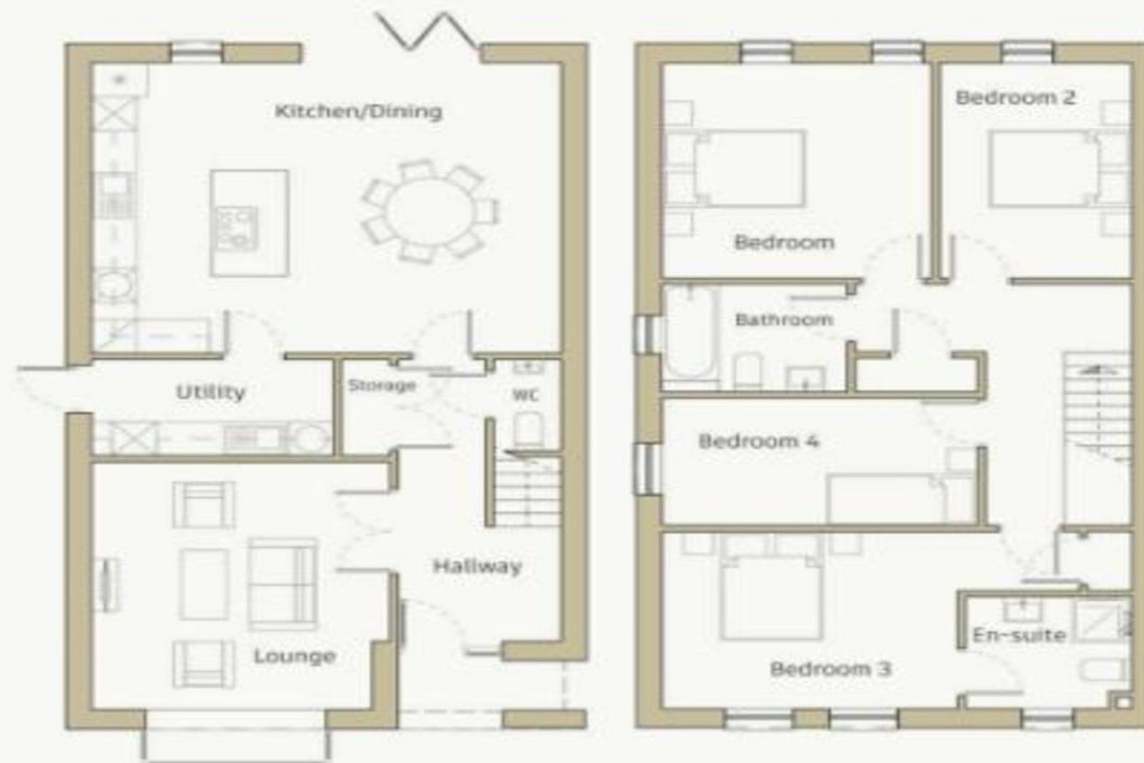 Kitchen/Dining
Utility
Storage
WC
Hallway
Lounge
Bedroom 2
Bedroom
Bathroom
Bedroom 4
En-suite
Bedroom 3